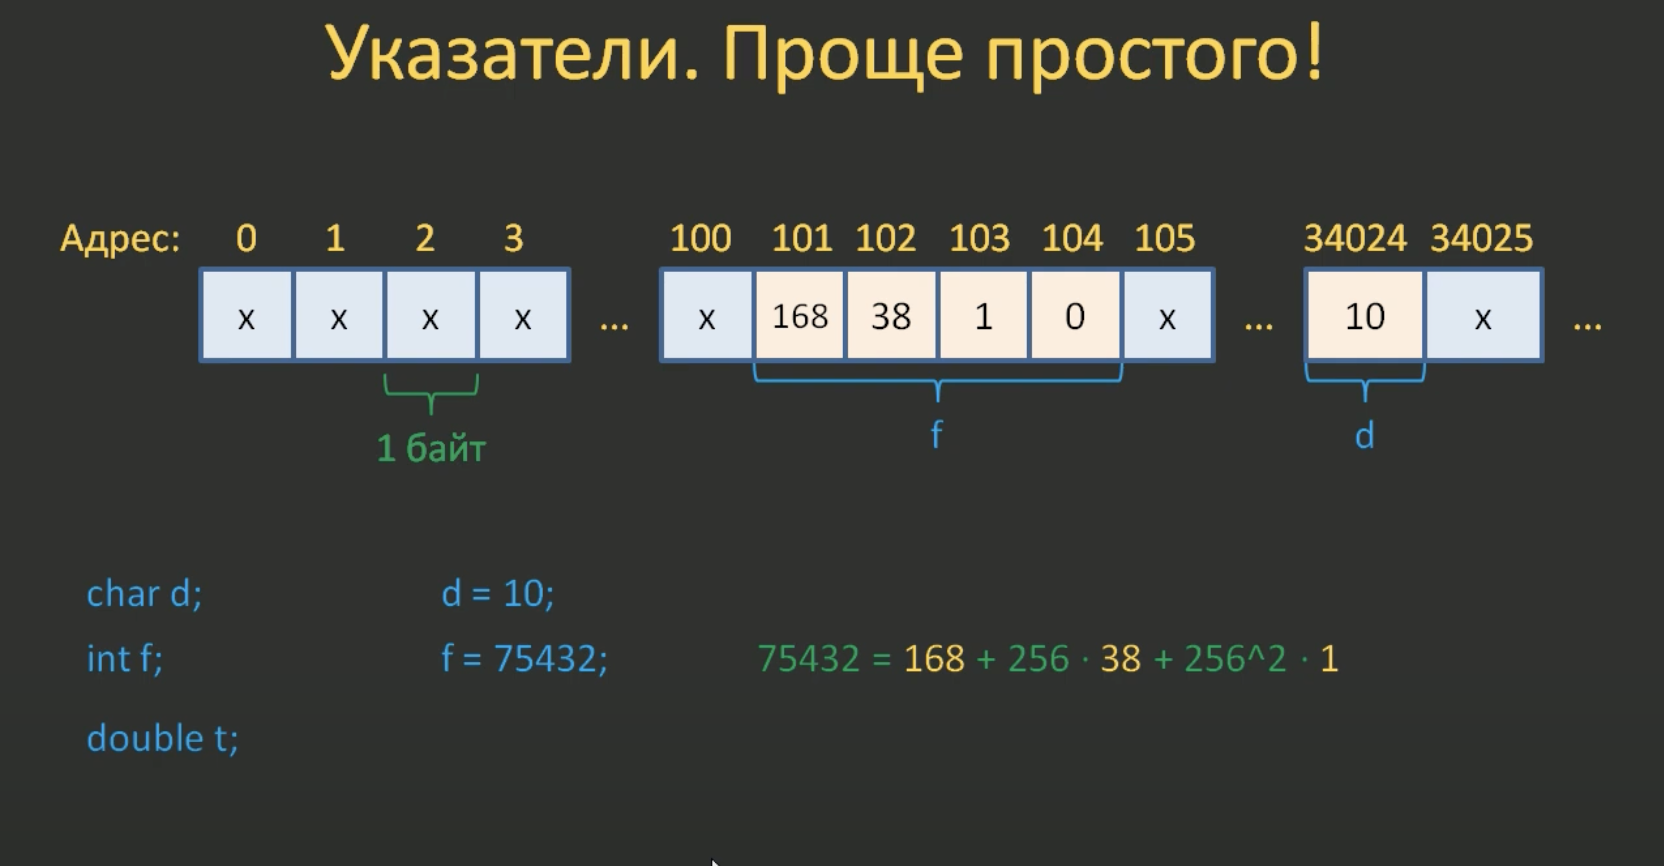 Указатели. Проще простого!
Адрес: 0 1 2 3 100 101 102 103 104 105 34024 34025
x x x x ... x 168 38 1 0 x ... 10 x ...
1 байт f d
char d; d = 10;
int f; f = 75432; 75432 = 168 + 256 · 38 + 256^2 · 1
double t;